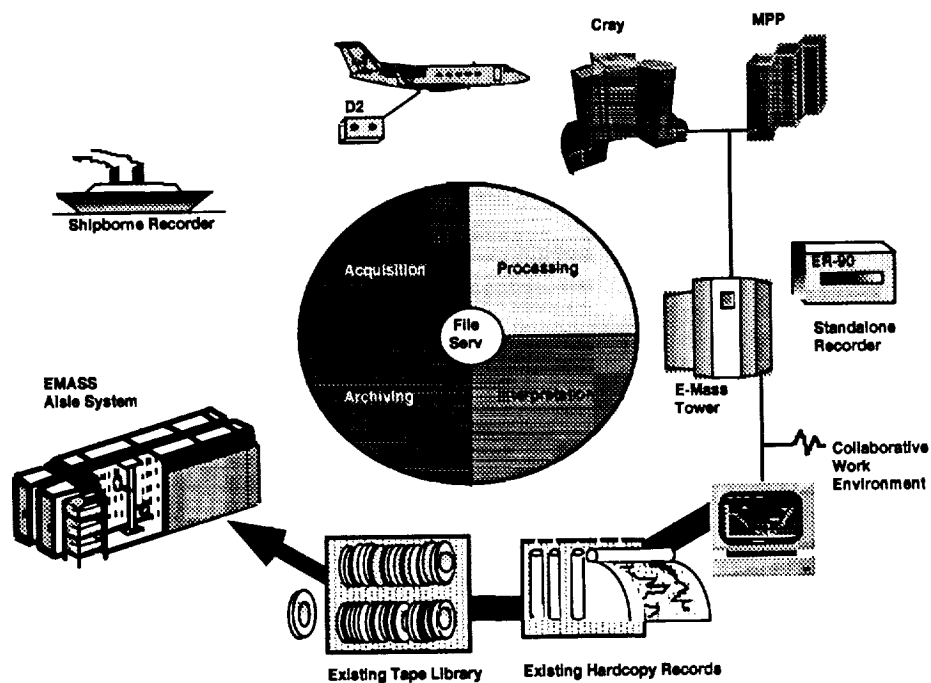 Cray
MPP
D2
Shipborne Recorder
Acquisition
Processing
ER-90
File
Serv
Standalone
Recorder
EMASS
Aisle System
Archiving
Interpretation
E-Mass
Tower
Collaborative
Work
Environment
Existing Tape Library
Existing Hardcopy Records